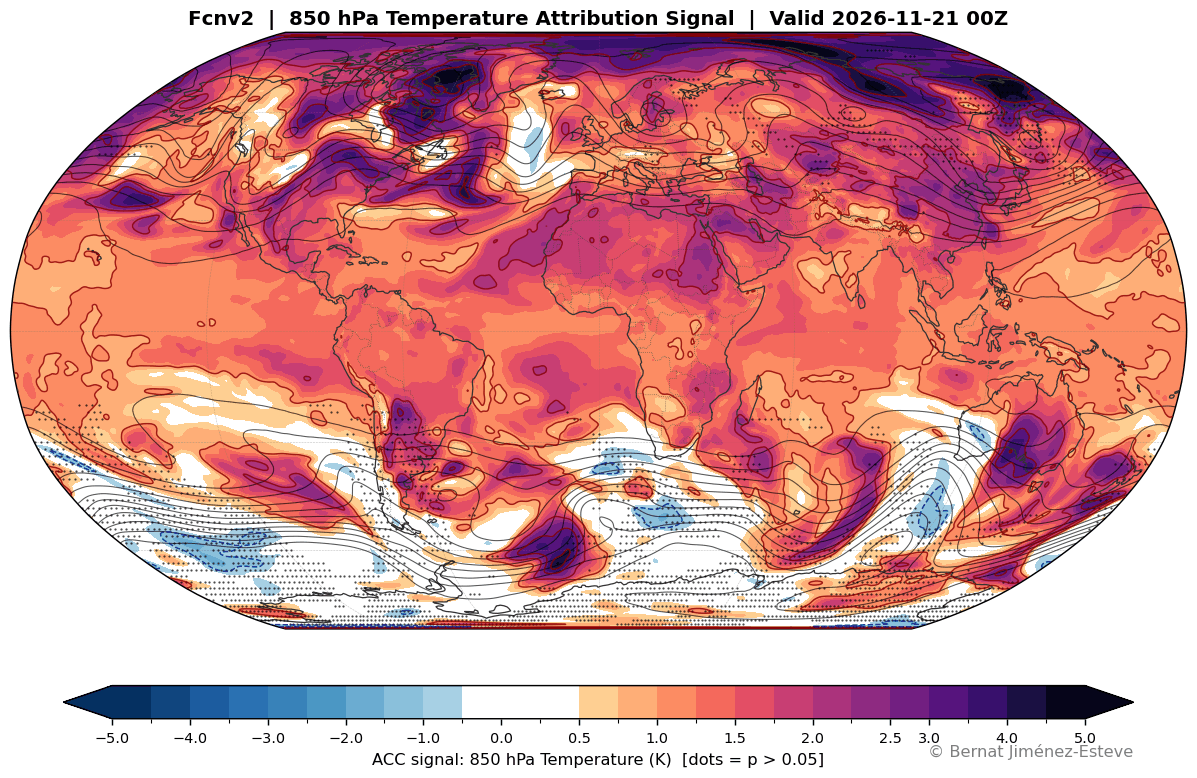 Fcnv2 | 850 hPa Temperature Attribution Signal | Valid 2026-11-21 00Z
−5.0 −4.0 −3.0 −2.0 −1.0 0.0 0.5 1.0 1.5 2.0 2.5 3.0 4.0 5.0
© Bernat Jiménez-Esteve
ACC signal: 850 hPa Temperature (K) [dots = p > 0.05]